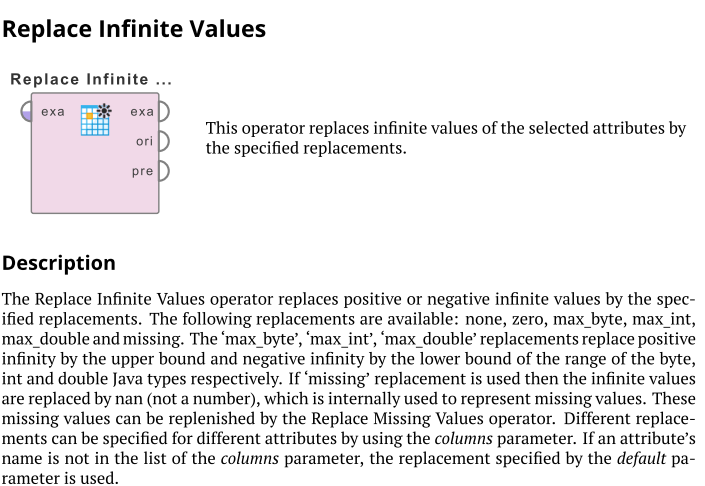 Replace Infinite Values
Replace Infinite ...
exa
exa
ori
pre
This operator replaces infinite values of the selected attributes by
the specified replacements.
Description
The Replace Infinite Values operator replaces positive or negative infinite values by the spec-
ified replacements. The following replacements are available: none, zero, max_byte, max_int,
max_double and missing. The ‘max_byte’, ‘max_int’, ‘max_double’ replacements replace positive
infinity by the upper bound and negative infinity by the lower bound of the range of the byte,
int and double Java types respectively. If ‘missing’ replacement is used then the infinite values
are replaced by nan (not a number), which is internally used to represent missing values. These
missing values can be replenished by the Replace Missing Values operator. Different replace-
ments can be specified for different attributes by using the columns parameter. If an attribute’s
name is not in the list of the columns parameter, the replacement specified by the default pa-
rameter is used.